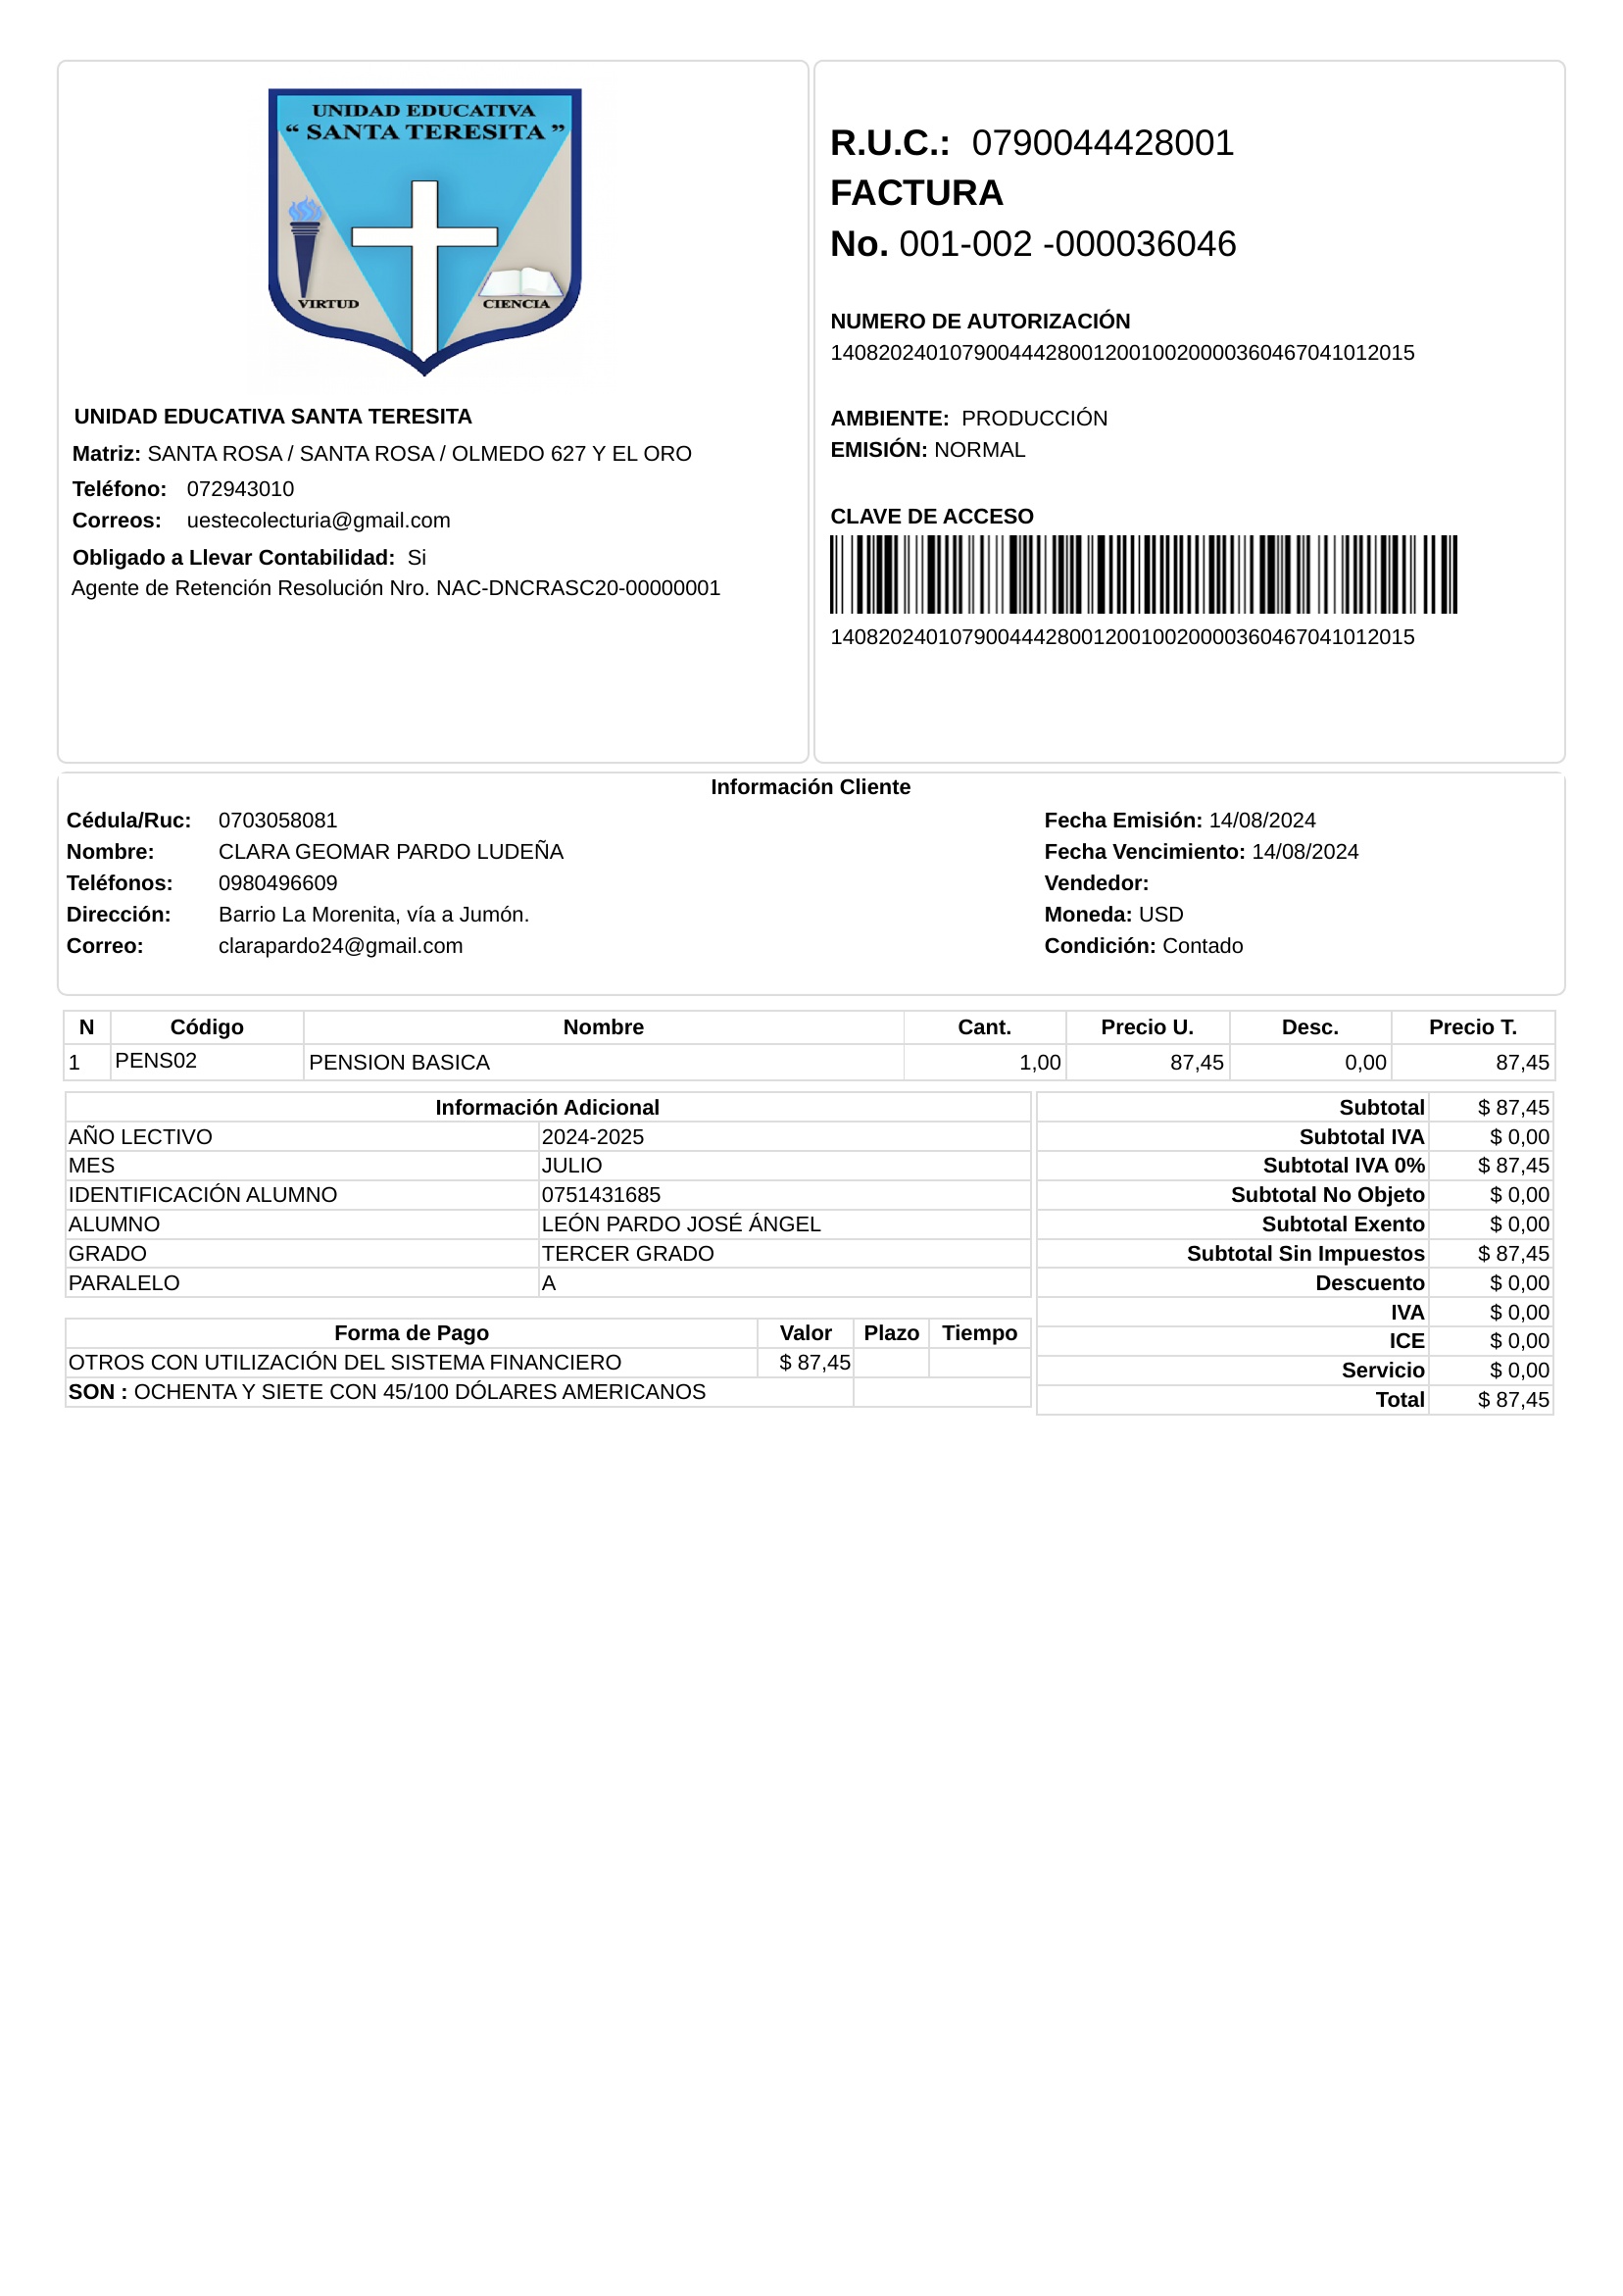 UNIDAD EDUCATIVA
“ SANTA TERESITA ”
VIRTUD
CIENCIA
UNIDAD EDUCATIVA SANTA TERESITA
Matriz: SANTA ROSA / SANTA ROSA / OLMEDO 627 Y EL ORO
Teléfono: 072943010
Correos: uestecolecturia@gmail.com
Obligado a Llevar Contabilidad: Si
Agente de Retención Resolución Nro. NAC-DNCRASC20-00000001
R.U.C.: 0790044428001
FACTURA
No. 001-002 -000036046
NUMERO DE AUTORIZACIÓN
1408202401079004442800120010020000360467041012015
AMBIENTE: PRODUCCIÓN
EMISIÓN: NORMAL
CLAVE DE ACCESO
1408202401079004442800120010020000360467041012015
Información Cliente
Cédula/Ruc: 0703058081
Nombre: CLARA GEOMAR PARDO LUDEÑA
Teléfonos: 0980496609
Dirección: Barrio La Morenita, vía a Jumón.
Correo: clarapardo24@gmail.com
Fecha Emisión: 14/08/2024
Fecha Vencimiento: 14/08/2024
Vendedor:
Moneda: USD
Condición: Contado
N Código Nombre Cant. Precio U. Desc. Precio T.
1 PENS02 PENSION BASICA 1,00 87,45 0,00 87,45
Información Adicional
AÑO LECTIVO 2024-2025
MES JULIO
IDENTIFICACIÓN ALUMNO 0751431685
ALUMNO LEÓN PARDO JOSÉ ÁNGEL
GRADO TERCER GRADO
PARALELO A
Forma de Pago Valor Plazo Tiempo
OTROS CON UTILIZACIÓN DEL SISTEMA FINANCIERO $ 87,45
SON : OCHENTA Y SIETE CON 45/100 DÓLARES AMERICANOS
Subtotal $ 87,45
Subtotal IVA $ 0,00
Subtotal IVA 0% $ 87,45
Subtotal No Objeto $ 0,00
Subtotal Exento $ 0,00
Subtotal Sin Impuestos $ 87,45
Descuento $ 0,00
IVA $ 0,00
ICE $ 0,00
Servicio $ 0,00
Total $ 87,45